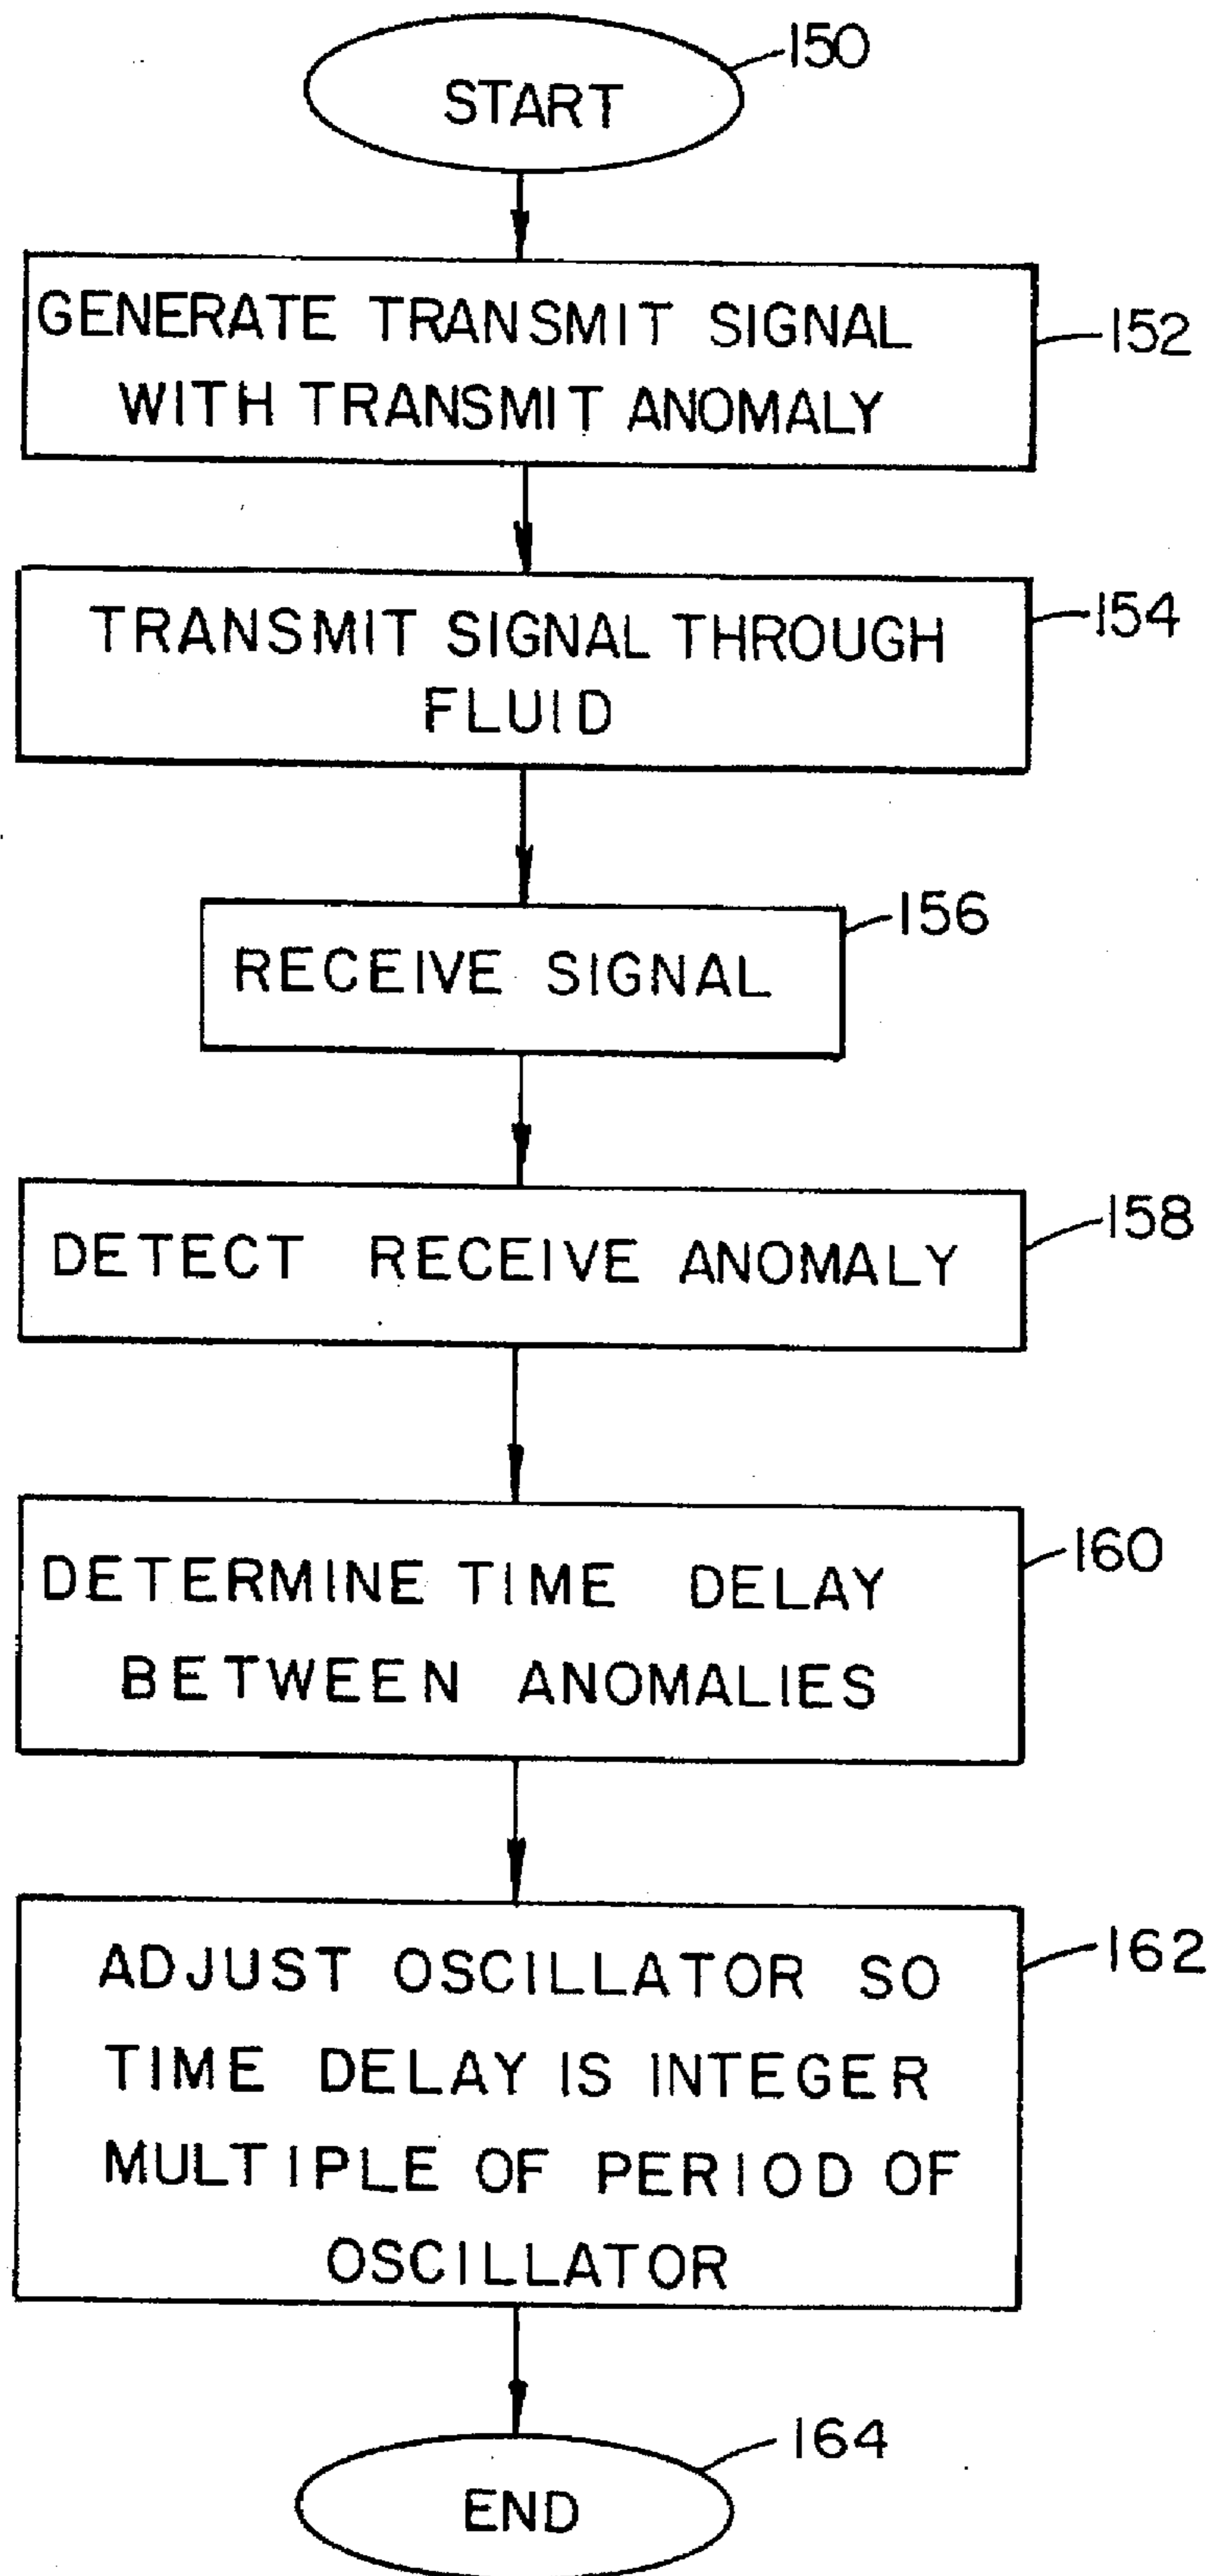 START
150
GENERATE TRANSMIT SIGNAL
WITH TRANSMIT ANOMALY
152
TRANSMIT SIGNAL THROUGH
FLUID
154
RECEIVE SIGNAL
156
DETECT RECEIVE ANOMALY
158
DETERMINE TIME DELAY
BETWEEN ANOMALIES
160
ADJUST OSCILLATOR SO
TIME DELAY IS INTEGER
MULTIPLE OF PERIOD OF
OSCILLATOR
162
END
164